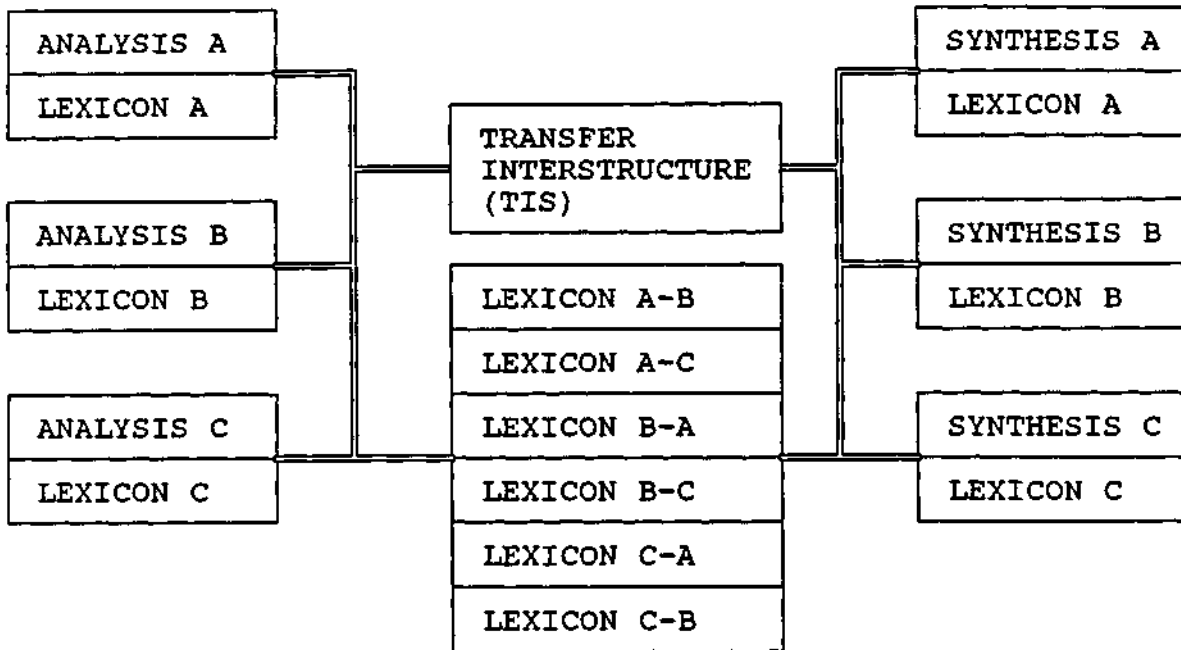 ANALYSIS A
LEXICON A
ANALYSIS B
LEXICON B
ANALYSIS C
LEXICON C
TRANSFER
INTERSTRUCTURE
(TIS)
LEXICON A-B
LEXICON A-C
LEXICON B-A
LEXICON B-C
LEXICON C-A
LEXICON C-B
SYNTHESIS A
LEXICON A
SYNTHESIS B
LEXICON B
SYNTHESIS C
LEXICON C